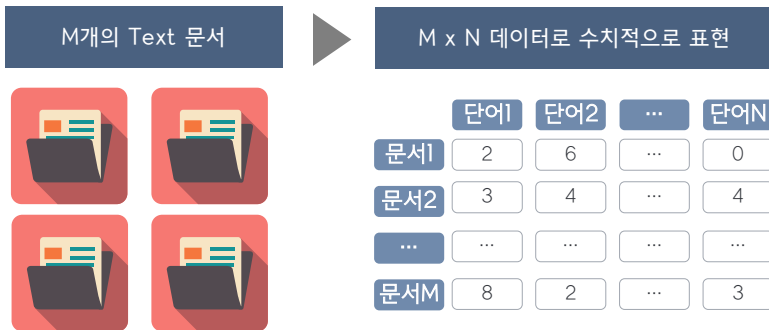 M개의 Text 문서
M x N 데이터로 수치적으로 표현
단어1 단어2 ... 단어N
문서1 2 6 ... 0
문서2 3 4 ... 4
... ... ... ... ...
문서M 8 2 ... 3